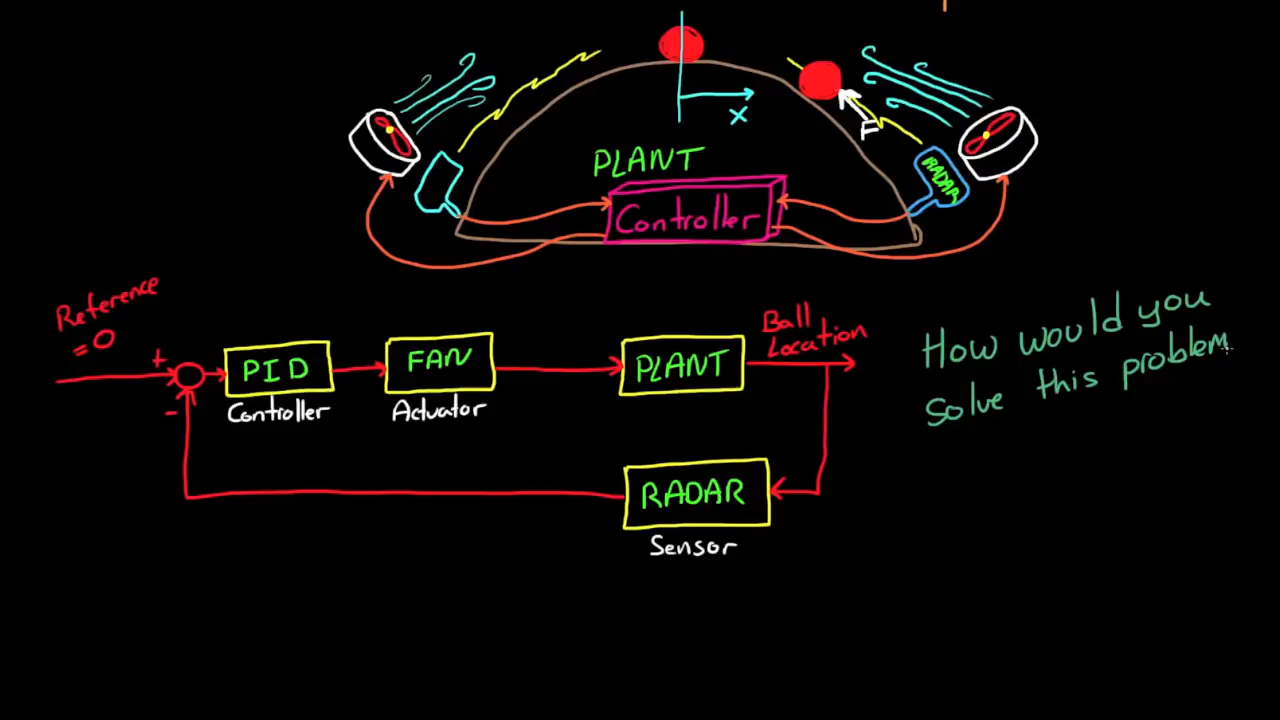 F
X
PLANT
RADAR
Controller
Reference
= 0
+
-
PID
Controller
FAN
Actuator
PLANT
Ball
Location
RADAR
Sensor
How would you
solve this problem